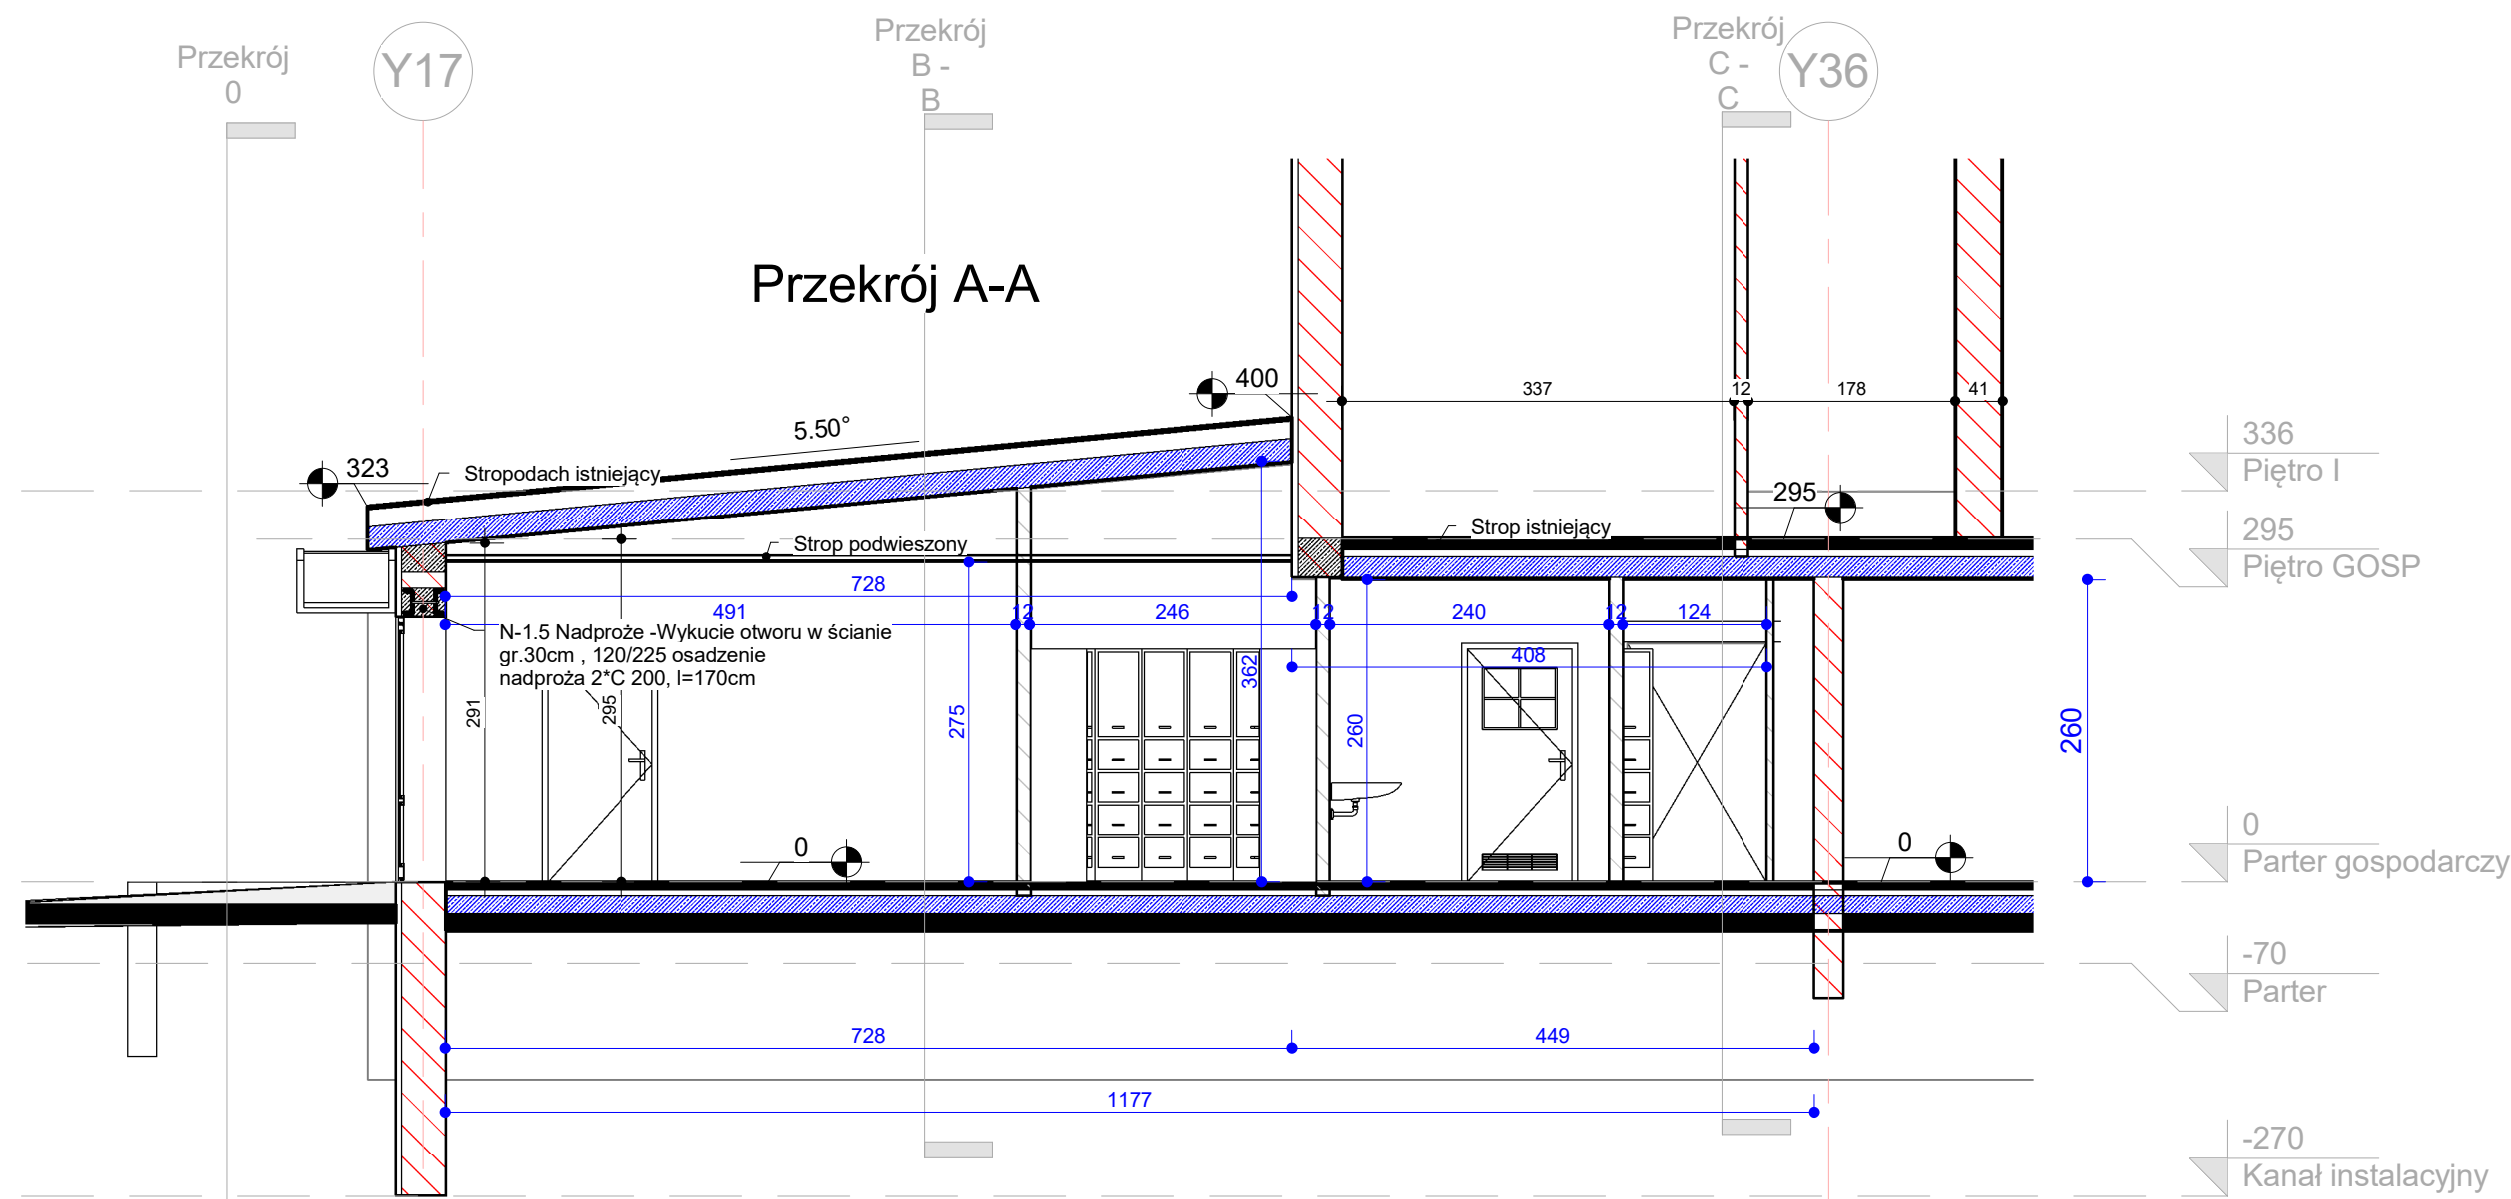 Przekrój
0
Y17
Przekrój
B -
B
Przekrój
C -
C
Y36
Przekrój A-A
400
337
12
178
41
5.50°
323
Stropodach istniejący
336
Piętro I
295
Strop istniejący
295
Piętro GOSP
Strop podwieszony
728
491
12
246
12
240
12
124
N-1.5 Nadproże -Wykucie otworu w ścianie
gr.30cm , 120/225 osadzenie
nadproża 2*C 200, l=170cm
408
362
291
295
275
260
260
0
0
0
Parter gospodarczy
-70
Parter
728
449
1177
-270
Kanał instalacyjny